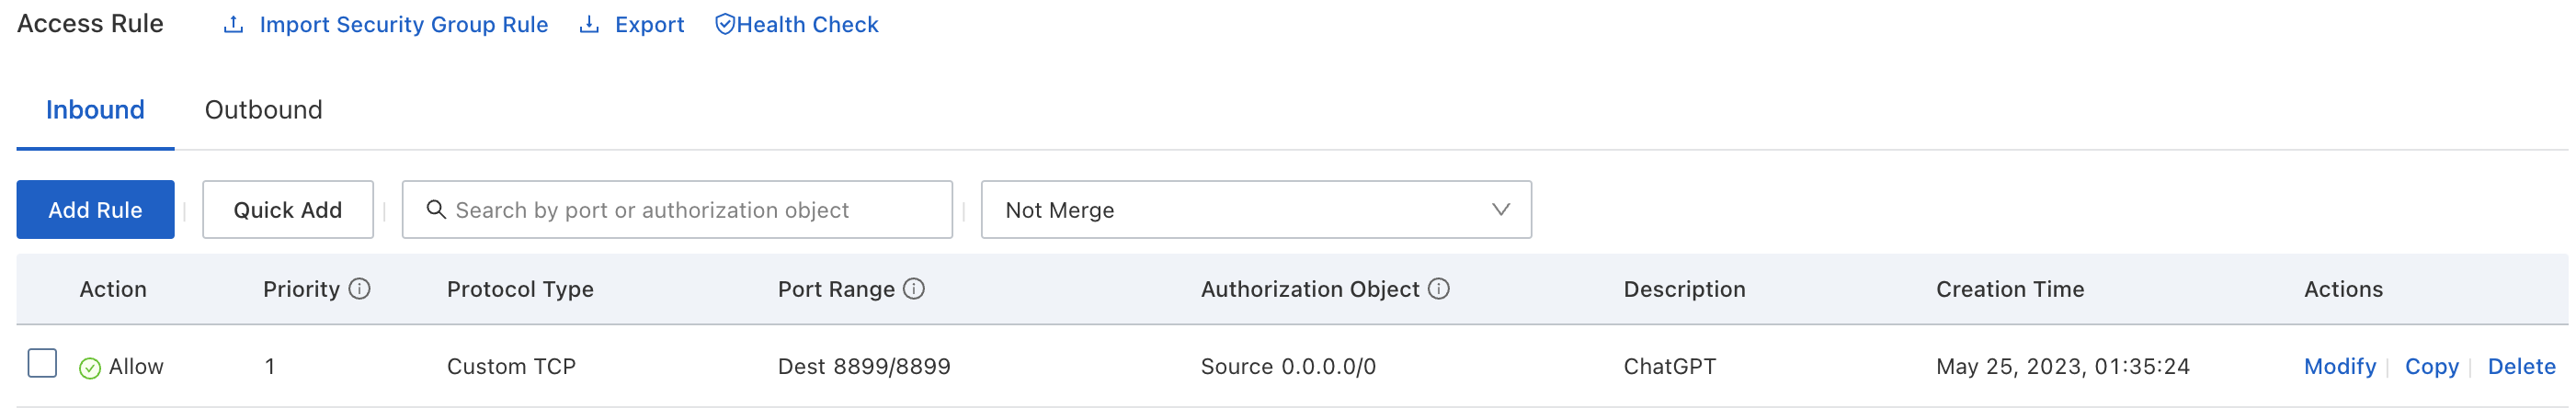 Access Rule Import Security Group Rule Export Health Check
Inbound Outbound
Add Rule Quick Add Search by port or authorization object Not Merge
Action Priority Protocol Type Port Range Authorization Object Description Creation Time Actions
Allow 1 Custom TCP Dest 8899/8899 Source 0.0.0.0/0 ChatGPT May 25, 2023, 01:35:24 Modify Copy Delete